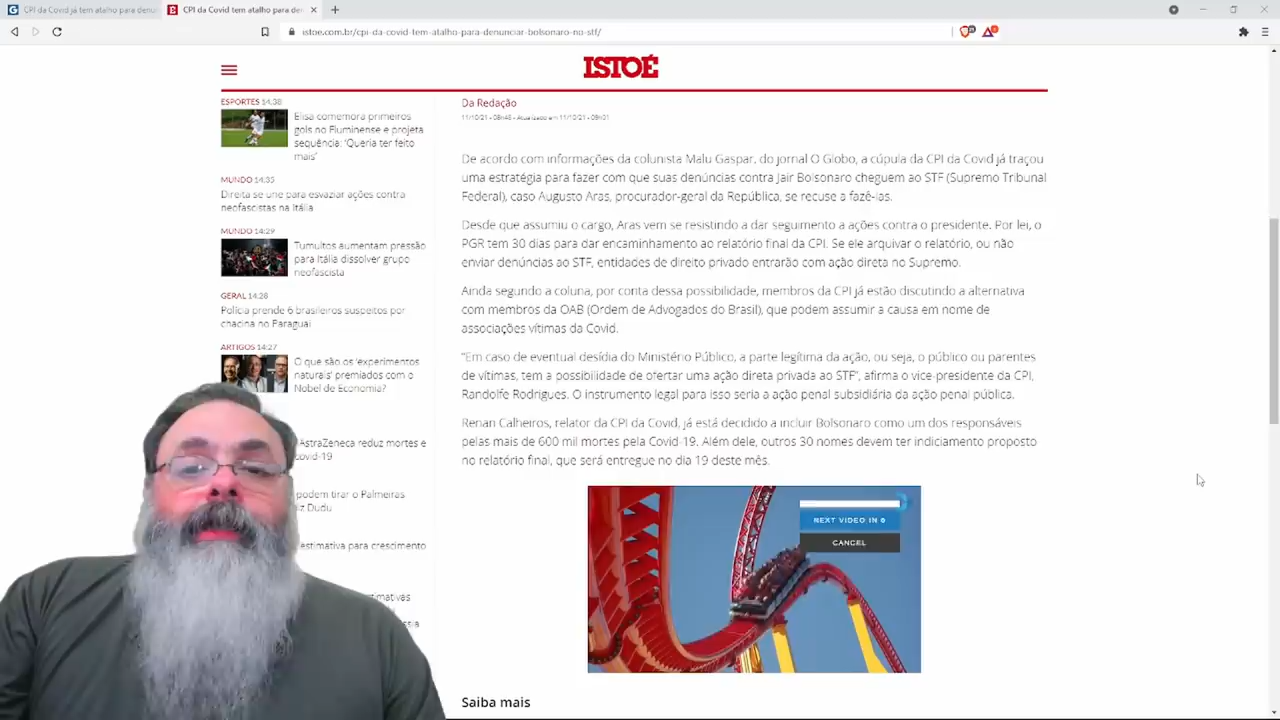 CPI da Covid já tem atalho para denu
CPI da Covid tem atalho para de
istoe.com.br/cpi-da-covid-tem-atalho-para-denunciar-bolsonaro-no-stf/
ISTOÉ
ESPORTES 14:38
Elisa comemora primeiros
gols no Fluminense e projeta
sequência: 'Queria ter feito
mais'
MUNDO 14:35
Direita se une para esvaziar ações contra
neofascistas na Itália
MUNDO 14:29
Tumultos aumentam pressão
para Itália dissolver grupo
neofascista
GERAL 14:28
Polícia prende 6 brasileiros suspeitos por
chacina no Paraguai
ARTIGOS 14:27
O que são os 'experimentos
naturais' premiados com o
Nobel de Economia?
AstraZeneca reduz mortes e
covid-19
podem tirar o Palmeiras
iz Dudu
estimativa para crescimento
timativas
ssia
Da Redação
11/10/21 - 08h48 - Atualizado em 11/10/21 - 09h01
De acordo com informações da colunista Malu Gaspar, do jornal O Globo, a cúpula da CPI da Covid já traçou
uma estratégia para fazer com que suas denúncias contra Jair Bolsonaro cheguem ao STF (Supremo Tribunal
Federal), caso Augusto Aras, procurador-geral da República, se recuse a fazê-las.
Desde que assumiu o cargo, Aras vem se resistindo a dar seguimento a ações contra o presidente. Por lei, o
PGR tem 30 dias para dar encaminhamento ao relatório final da CPI. Se ele arquivar o relatório, ou não
enviar denúncias ao STF, entidades de direito privado entrarão com ação direta no Supremo.
Ainda segundo a coluna, por conta dessa possibilidade, membros da CPI já estão discutindo a alternativa
com membros da OAB (Ordem de Advogados do Brasil), que podem assumir a causa em nome de
associações vítimas da Covid.
"Em caso de eventual desídia do Ministério Público, a parte legítima da ação, ou seja, o público ou parentes
de vítimas, tem a possibilidade de ofertar uma ação direta privada ao STF", afirma o vice-presidente da CPI,
Randolfe Rodrigues. O instrumento legal para isso seria a ação penal subsidiária da ação penal pública.
Renan Calheiros, relator da CPI da Covid, já está decidido a incluir Bolsonaro como um dos responsáveis
pelas mais de 600 mil mortes pela Covid-19. Além dele, outros 30 nomes devem ter indiciamento proposto
no relatório final, que será entregue no dia 19 deste mês.
NEXT VIDEO IN 0
CANCEL
Saiba mais